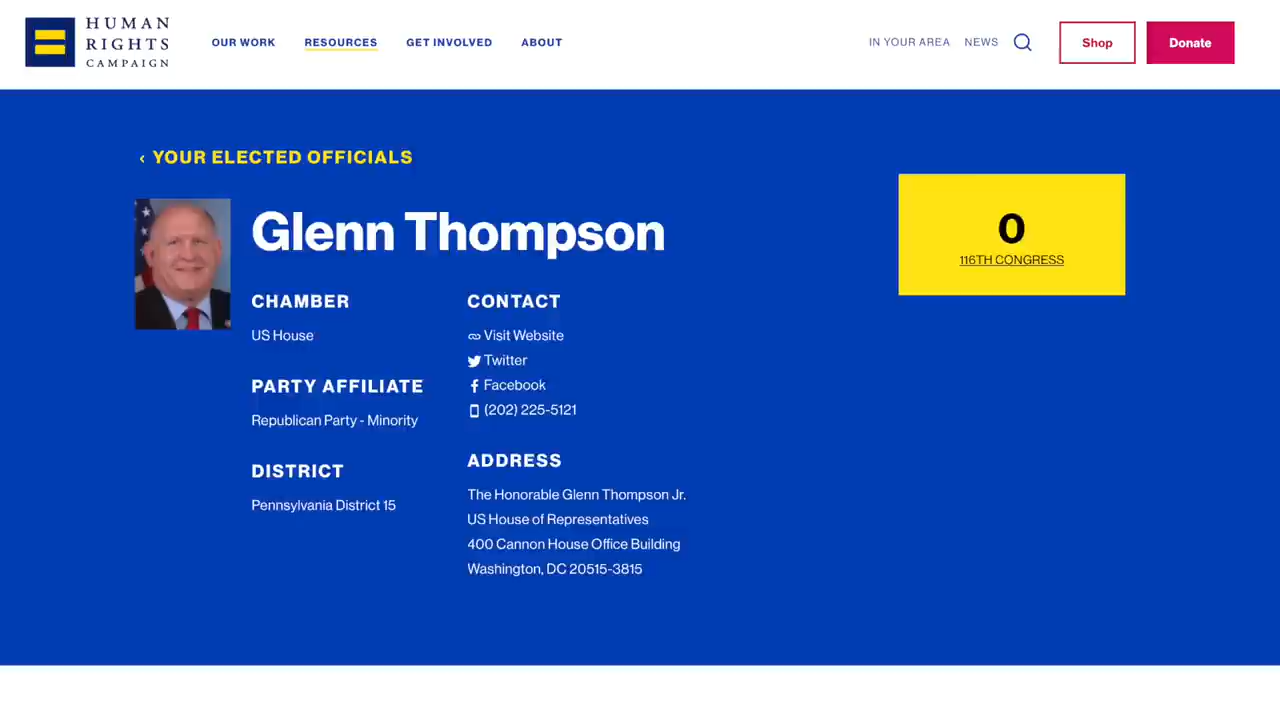 HUMAN
RIGHTS
CAMPAIGN
OUR WORK
RESOURCES
GET INVOLVED
ABOUT
IN YOUR AREA
NEWS
Shop
Donate
‹ YOUR ELECTED OFFICIALS
Glenn Thompson
0
116TH CONGRESS
CHAMBER
US House
PARTY AFFILIATE
Republican Party - Minority
DISTRICT
Pennsylvania District 15
CONTACT
Visit Website
Twitter
Facebook
(202) 225-5121
ADDRESS
The Honorable Glenn Thompson Jr.
US House of Representatives
400 Cannon House Office Building
Washington, DC 20515-3815